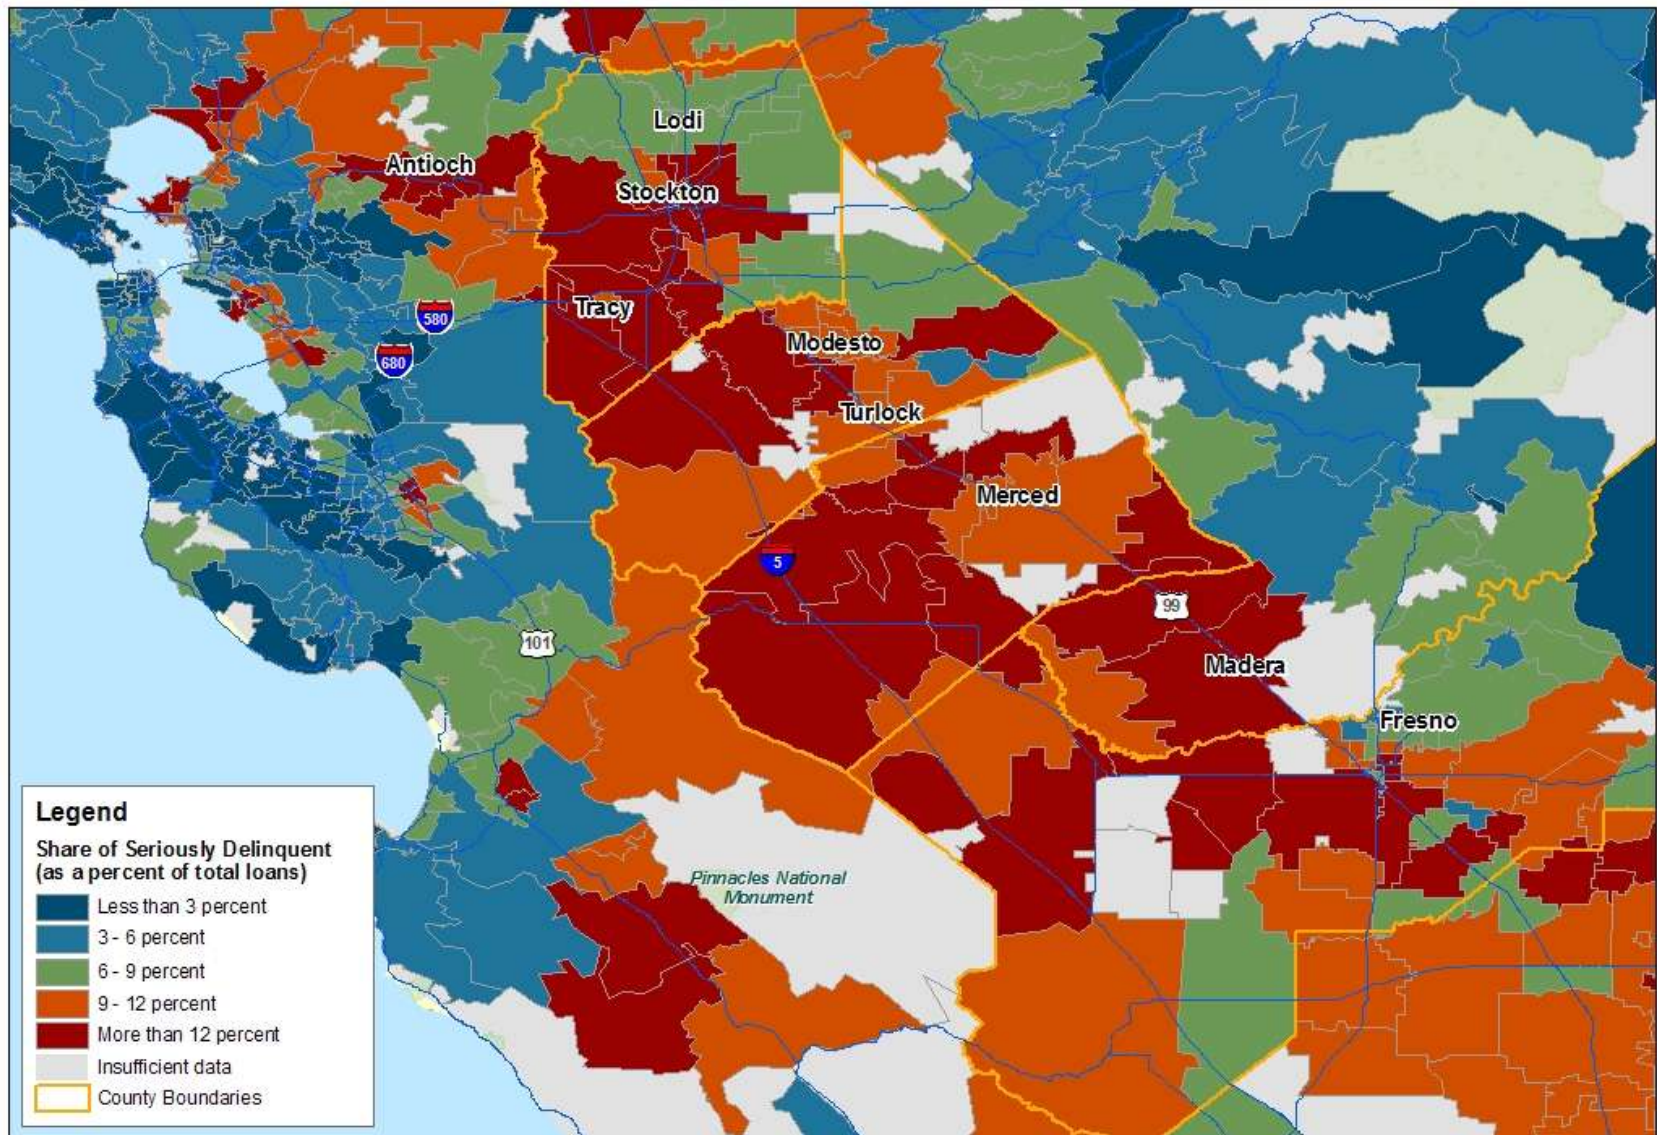 Lodi
Antioch
Stockton
Tracy
580
Modesto
680
Turlock
Merced
5
99
101
Madera
Fresno
Pinnacles National
Monument
Legend
Share of Seriously Delinquent
(as a percent of total loans)
Less than 3 percent
3 - 6 percent
6 - 9 percent
9 - 12 percent
More than 12 percent
Insufficient data
County Boundaries